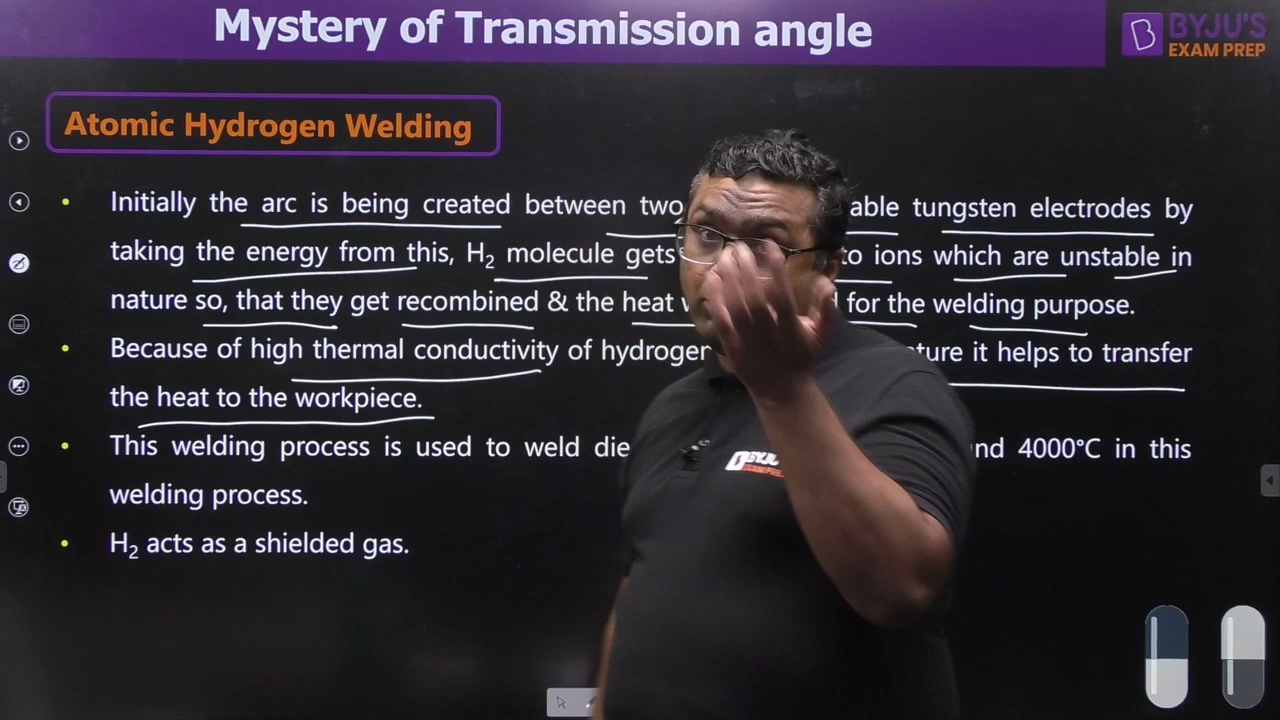 Mystery of Transmission angle
BYJU'S
EXAM PREP
Atomic Hydrogen Welding
• Initially the arc is being created between two able tungsten electrodes by
taking the energy from this, H₂ molecule gets to ions which are unstable in
nature so, that they get recombined & the heat for the welding purpose.
• Because of high thermal conductivity of hydrogen it helps to transfer
the heat to the workpiece.
• This welding process is used to weld die 4000°C in this
welding process.
• H₂ acts as a shielded gas.